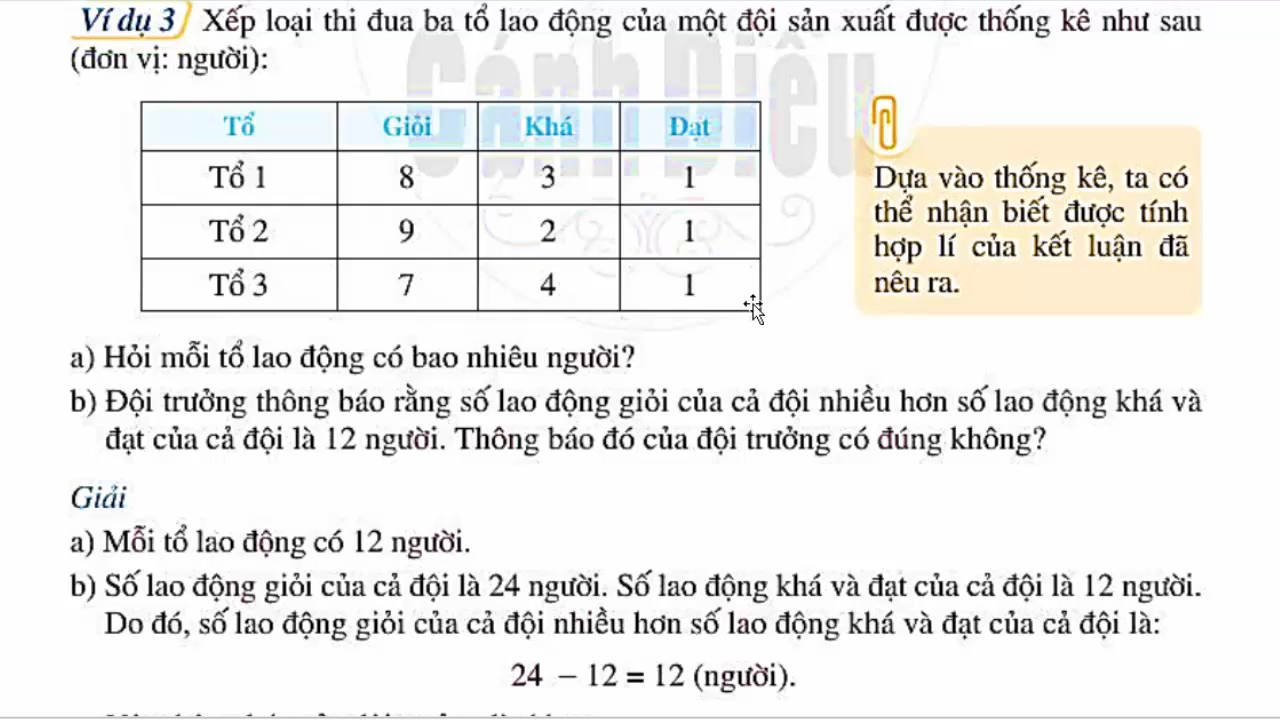 Ví dụ 3 Xếp loại thi đua ba tổ lao động của một đội sản xuất được thống kê như sau
(đơn vị: người):
Cánh Diều
Tổ Giỏi Khá Đạt
Tổ 1 8 3 1
Tổ 2 9 2 1
Tổ 3 7 4 1
Dựa vào thống kê, ta có
thể nhận biết được tính
hợp lí của kết luận đã
nêu ra.
a) Hỏi mỗi tổ lao động có bao nhiêu người?
b) Đội trưởng thông báo rằng số lao động giỏi của cả đội nhiều hơn số lao động khá và
đạt của cả đội là 12 người. Thông báo đó của đội trưởng có đúng không?
Giải
a) Mỗi tổ lao động có 12 người.
b) Số lao động giỏi của cả đội là 24 người. Số lao động khá và đạt của cả đội là 12 người.
Do đó, số lao động giỏi của cả đội nhiều hơn số lao động khá và đạt của cả đội là:
24 − 12 = 12 (người).